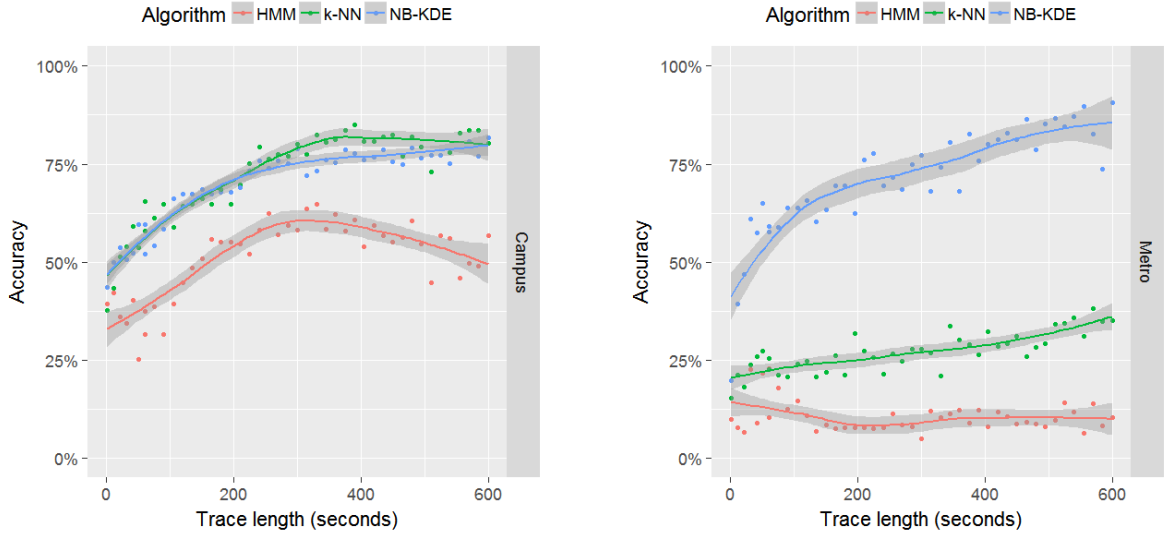 Algorithm HMM k-NN NB-KDE
100%
75%
50%
25%
0%
Accuracy
Campus
0 200 400 600
Trace length (seconds)
Algorithm HMM k-NN NB-KDE
100%
75%
50%
25%
0%
Accuracy
Metro
0 200 400 600
Trace length (seconds)